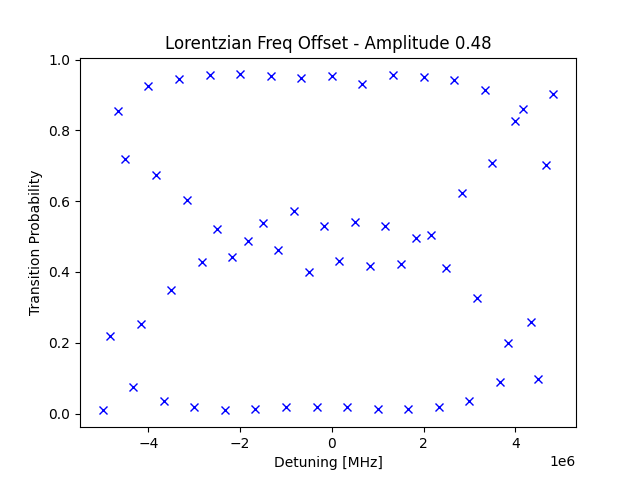 Lorentzian Freq Offset - Amplitude 0.48
1.0
0.8
0.6
0.4
0.2
0.0
Transition Probability
−4 −2 0 2 4
1e6
Detuning [MHz]